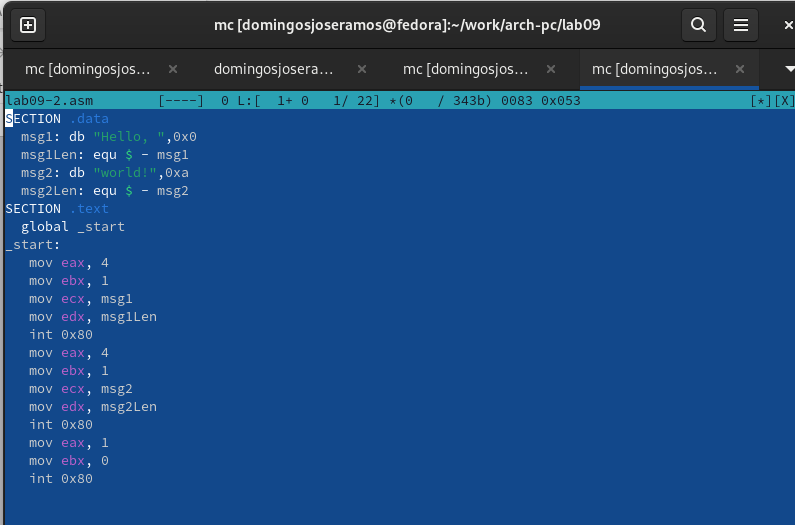 mc [domingosjoseramos@fedora]:~/work/arch-pc/lab09
mc [domingosjos... × domingosjosera... × mc [domingosjos... × mc [domingosjos... ×
lab09-2.asm [----] 0 L:[ 1+ 0 1/ 22] *(0 / 343b) 0083 0x053 [*][X]
SECTION .data
msg1: db "Hello, ",0x0
msg1Len: equ $ - msg1
msg2: db "world!",0xa
msg2Len: equ $ - msg2
SECTION .text
global _start
_start:
mov eax, 4
mov ebx, 1
mov ecx, msg1
mov edx, msg1Len
int 0x80
mov eax, 4
mov ebx, 1
mov ecx, msg2
mov edx, msg2Len
int 0x80
mov eax, 1
mov ebx, 0
int 0x80